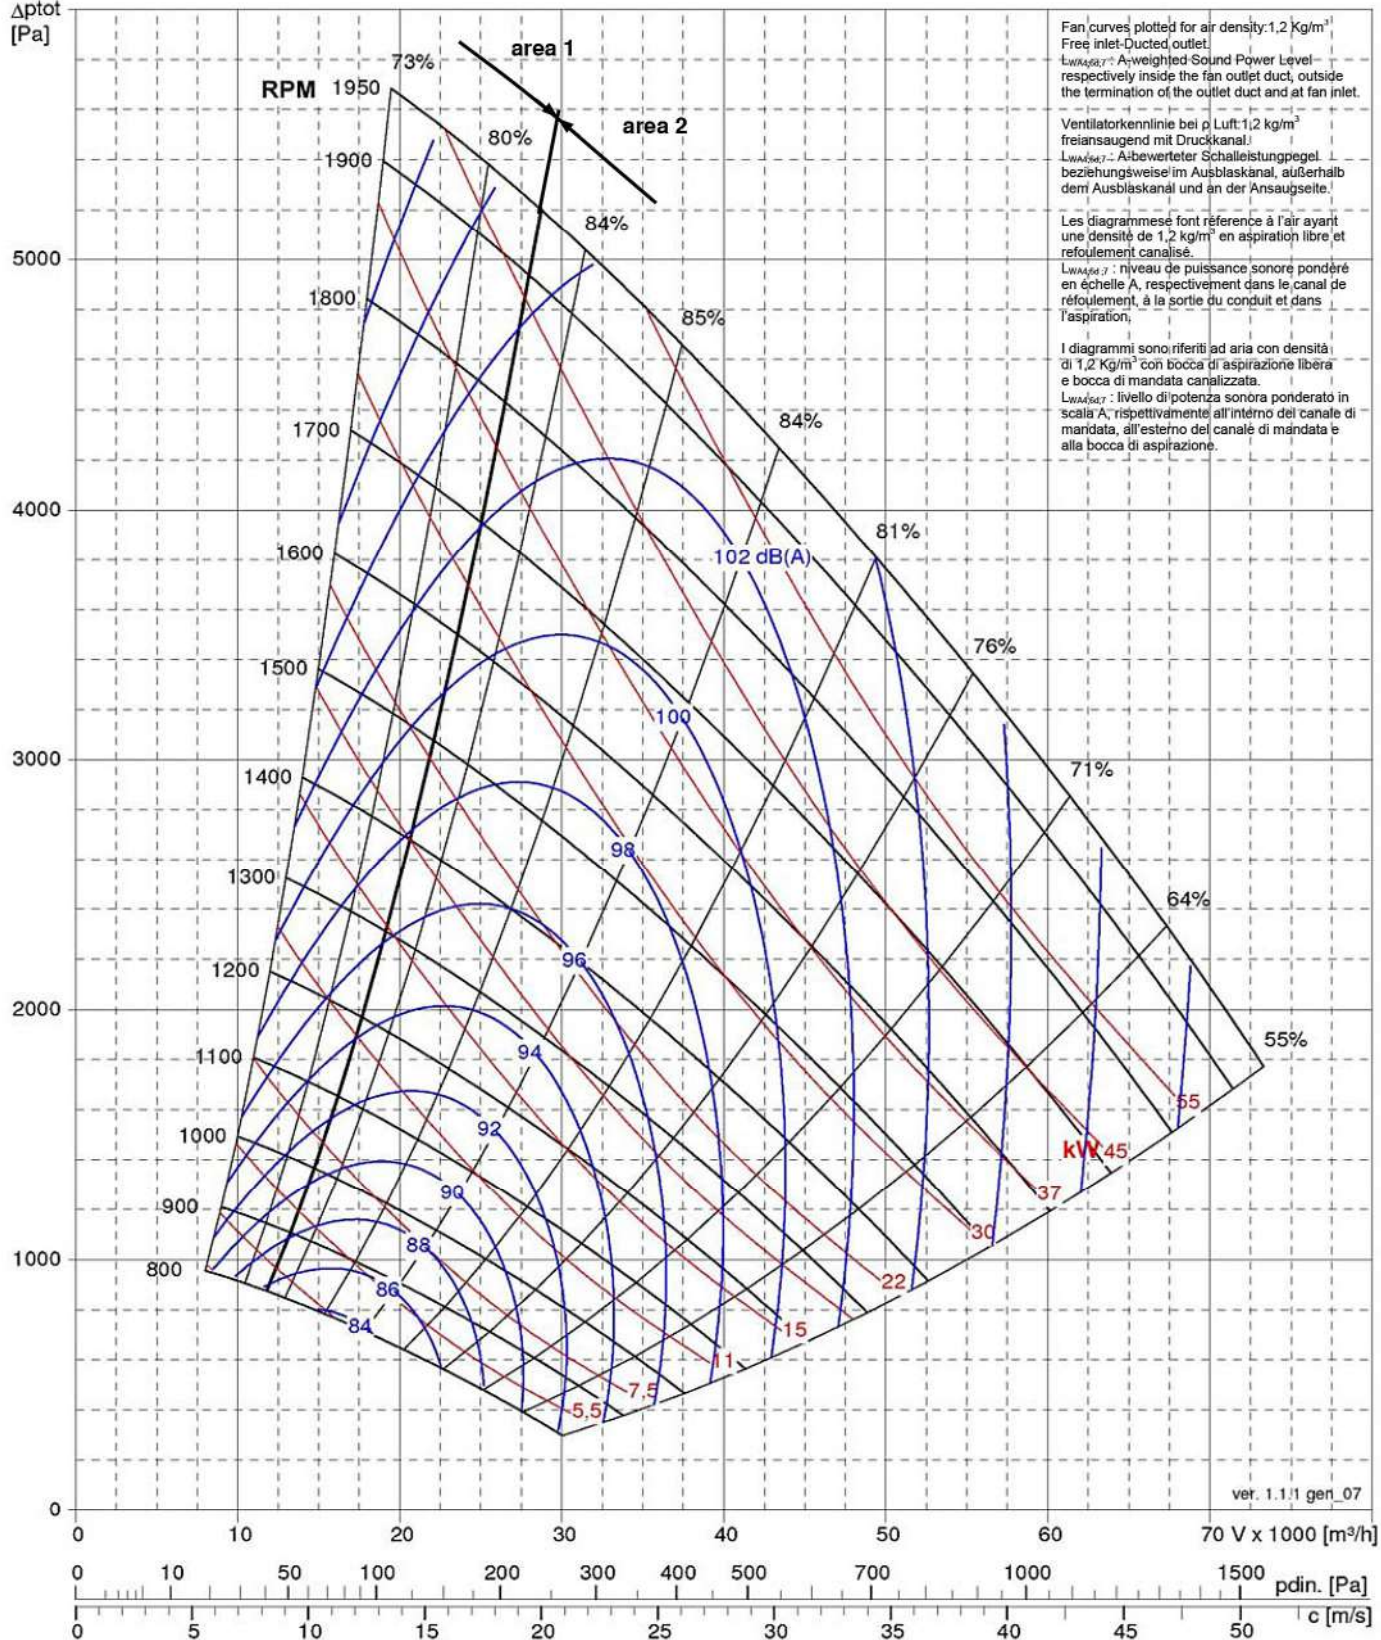 Δptot
[Pa]
area 1
area 2
73%
RPM 1950
80%
84%
85%
84%
81%
76%
71%
64%
55%
1900
1800
1700
1600
1500
1400
1300
1200
1100
1000
900
800
5000
4000
3000
2000
1000
0
Fan curves plotted for air density:1,2 Kg/m³
Free inlet-Ducted outlet.
LWA4;6d;7 : A-weighted Sound Power Level
respectively inside the fan outlet duct, outside
the termination of the outlet duct and at fan inlet.
Ventilatorkennlinie bei ρ Luft:1,2 kg/m³
freiansaugend mit Druckkanal.
LWA4;6d;7 : A-bewerteter Schalleistungpegel
beziehungsweise im Ausblaskanal, außerhalb
dem Ausblaskanal und an der Ansaugseite.
Les diagrammese font réference à l'air ayant
une densité de 1,2 kg/m³ en aspiration libre et
refoulement canalisé.
LWA4;6d;7 : niveau de puissance sonore pondéré
en échelle A, respectivement dans le canal de
réfoulement, à la sortie du conduit et dans
l'aspiration.
I diagrammi sono riferiti ad aria con densità
di 1,2 Kg/m³ con bocca di aspirazione libera
e bocca di mandata canalizzata.
LWA4;6d;7 : livello di potenza sonora ponderato in
scala A, rispettivamente all'interno del canale di
mandata, all'esterno del canale di mandata e
alla bocca di aspirazione.
102 dB(A)
100
98
96
94
92
90
88
86
84
55
kW 45
37
30
22
15
11
7,5
5,5
ver. 1.1.1 gen_07
0 10 20 30 40 50 60 70 V x 1000 [m³/h]
0 10 50 100 200 300 400 500 700 1000 1500 pdin. [Pa]
0 5 10 15 20 25 30 35 40 45 50 c [m/s]